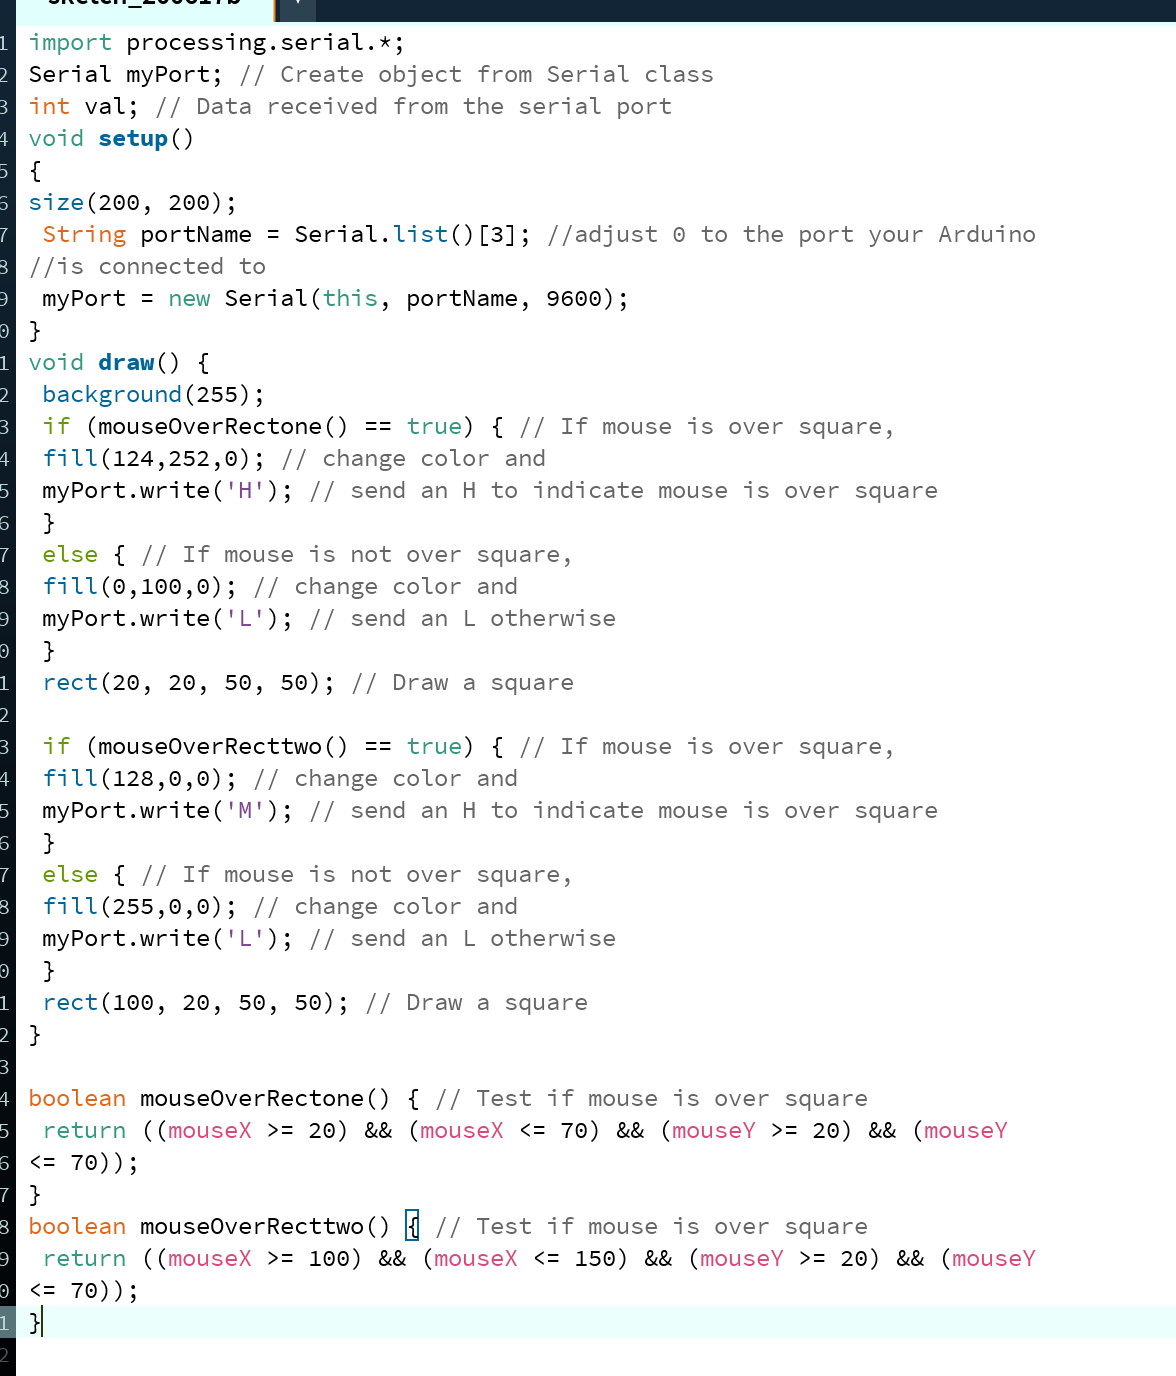 import processing.serial.*;
Serial myPort; // Create object from Serial class
int val; // Data received from the serial port
void setup()
{
size(200, 200);
String portName = Serial.list()[3]; //adjust 0 to the port your Arduino
//is connected to
myPort = new Serial(this, portName, 9600);
}
void draw() {
background(255);
if (mouseOverRectone() == true) { // If mouse is over square,
fill(124,252,0); // change color and
myPort.write('H'); // send an H to indicate mouse is over square
}
else { // If mouse is not over square,
fill(0,100,0); // change color and
myPort.write('L'); // send an L otherwise
}
rect(20, 20, 50, 50); // Draw a square
if (mouseOverRecttwo() == true) { // If mouse is over square,
fill(128,0,0); // change color and
myPort.write('M'); // send an H to indicate mouse is over square
}
else { // If mouse is not over square,
fill(255,0,0); // change color and
myPort.write('L'); // send an L otherwise
}
rect(100, 20, 50, 50); // Draw a square
}
boolean mouseOverRectone() { // Test if mouse is over square
return ((mouseX >= 20) && (mouseX <= 70) && (mouseY >= 20) && (mouseY
<= 70));
}
boolean mouseOverRecttwo() { // Test if mouse is over square
return ((mouseX >= 100) && (mouseX <= 150) && (mouseY >= 20) && (mouseY
<= 70));
}